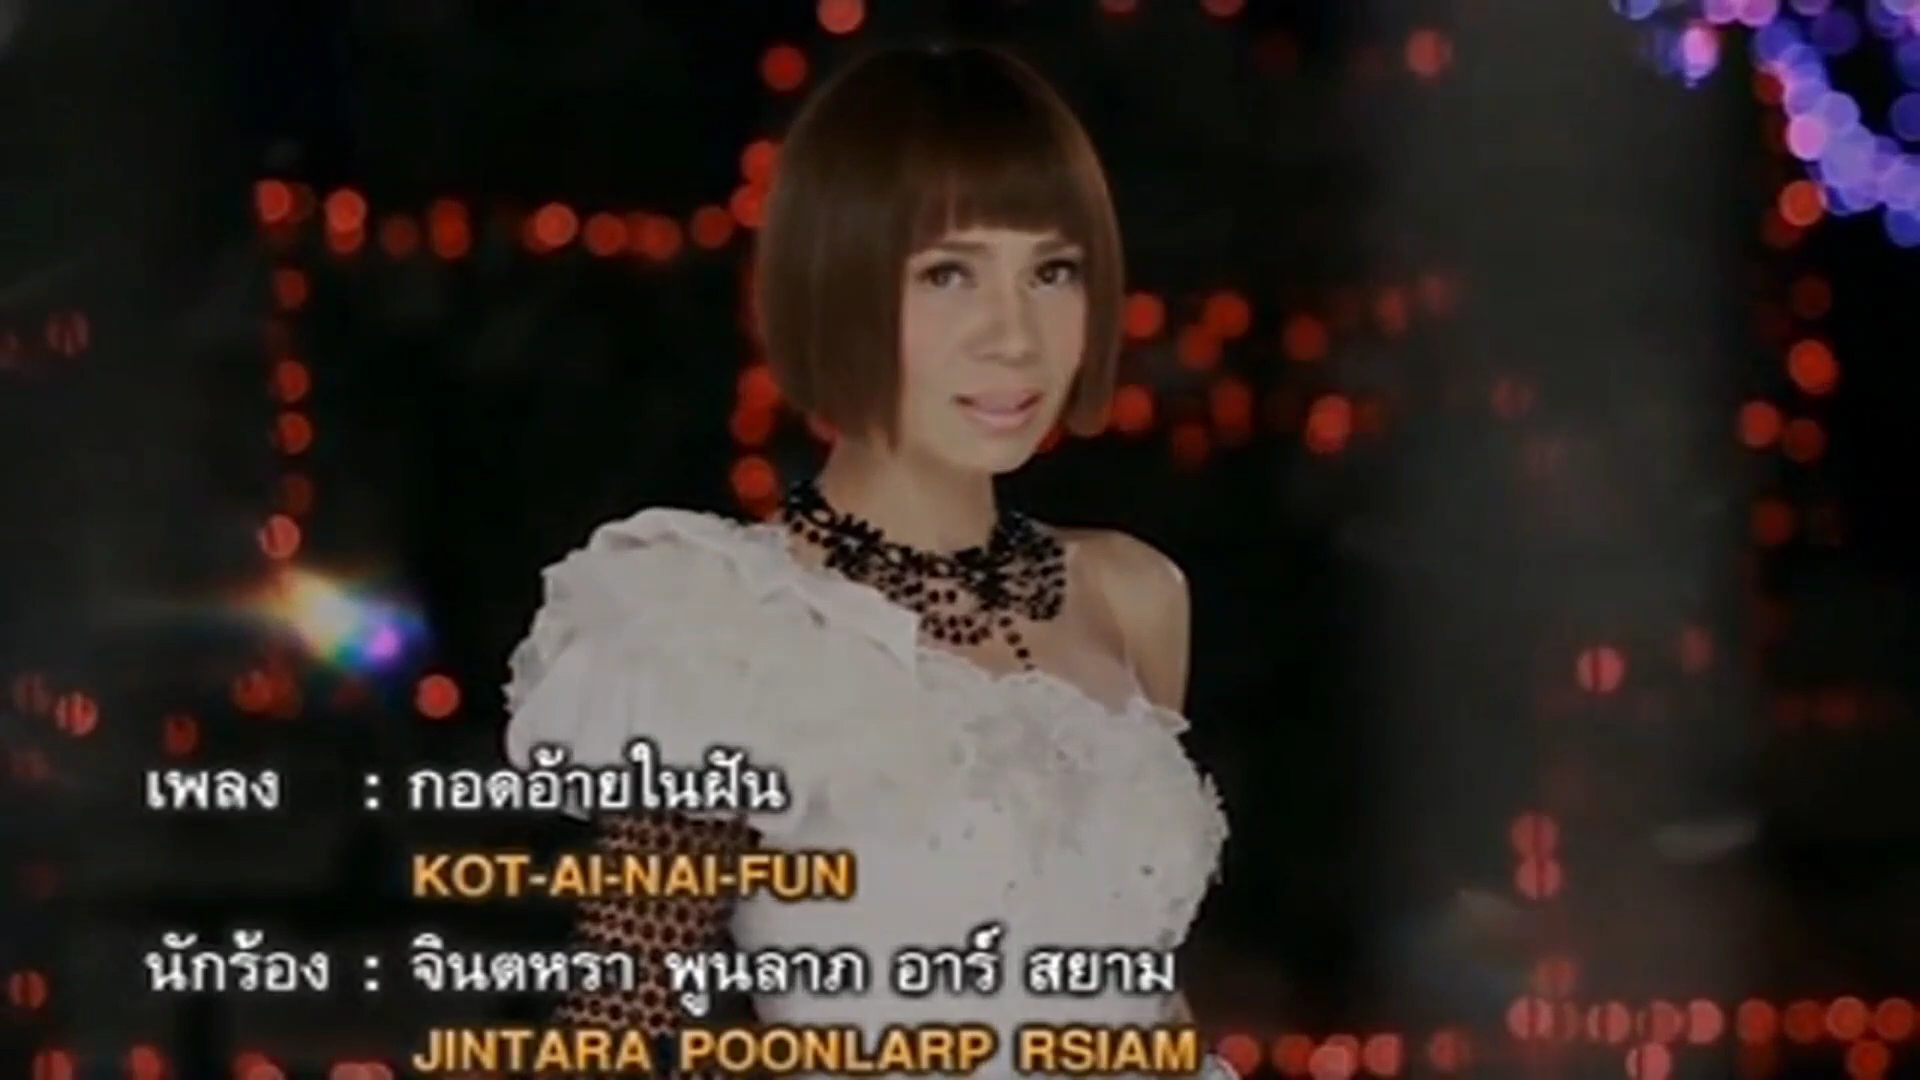 เพลง : กอดอ้ายในฝัน
KOT-AI-NAI-FUN
นักร้อง : จินตหรา พูนลาภ อาร์ สยาม
JINTARA POONLARP RSIAM